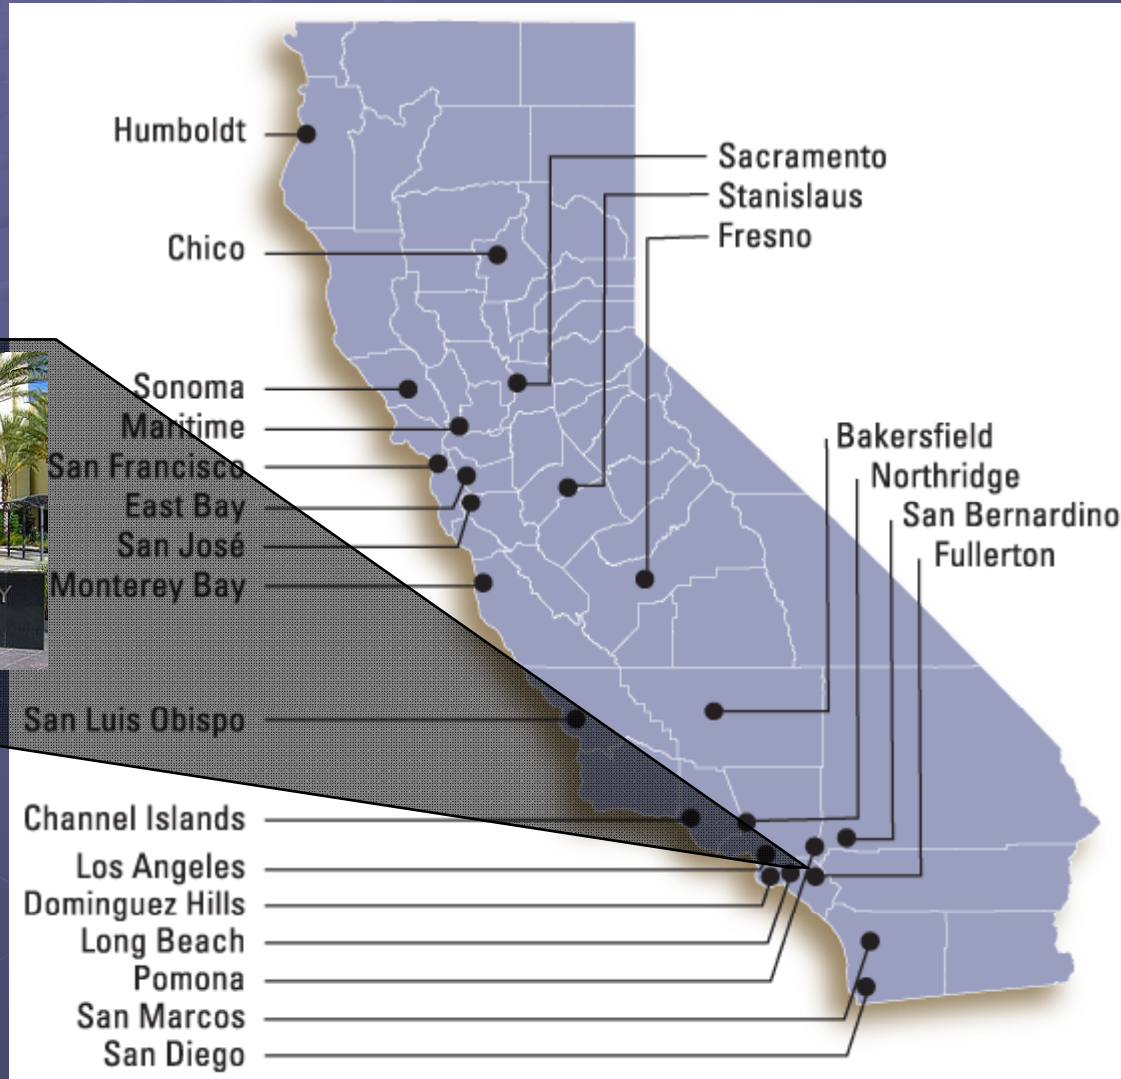 Humboldt
Chico
Sonoma
Maritime
San Francisco
East Bay
San José
Monterey Bay
San Luis Obispo
Channel Islands
Los Angeles
Dominguez Hills
Long Beach
Pomona
San Marcos
San Diego
Sacramento
Stanislaus
Fresno
Bakersfield
Northridge
San Bernardino
Fullerton
Y